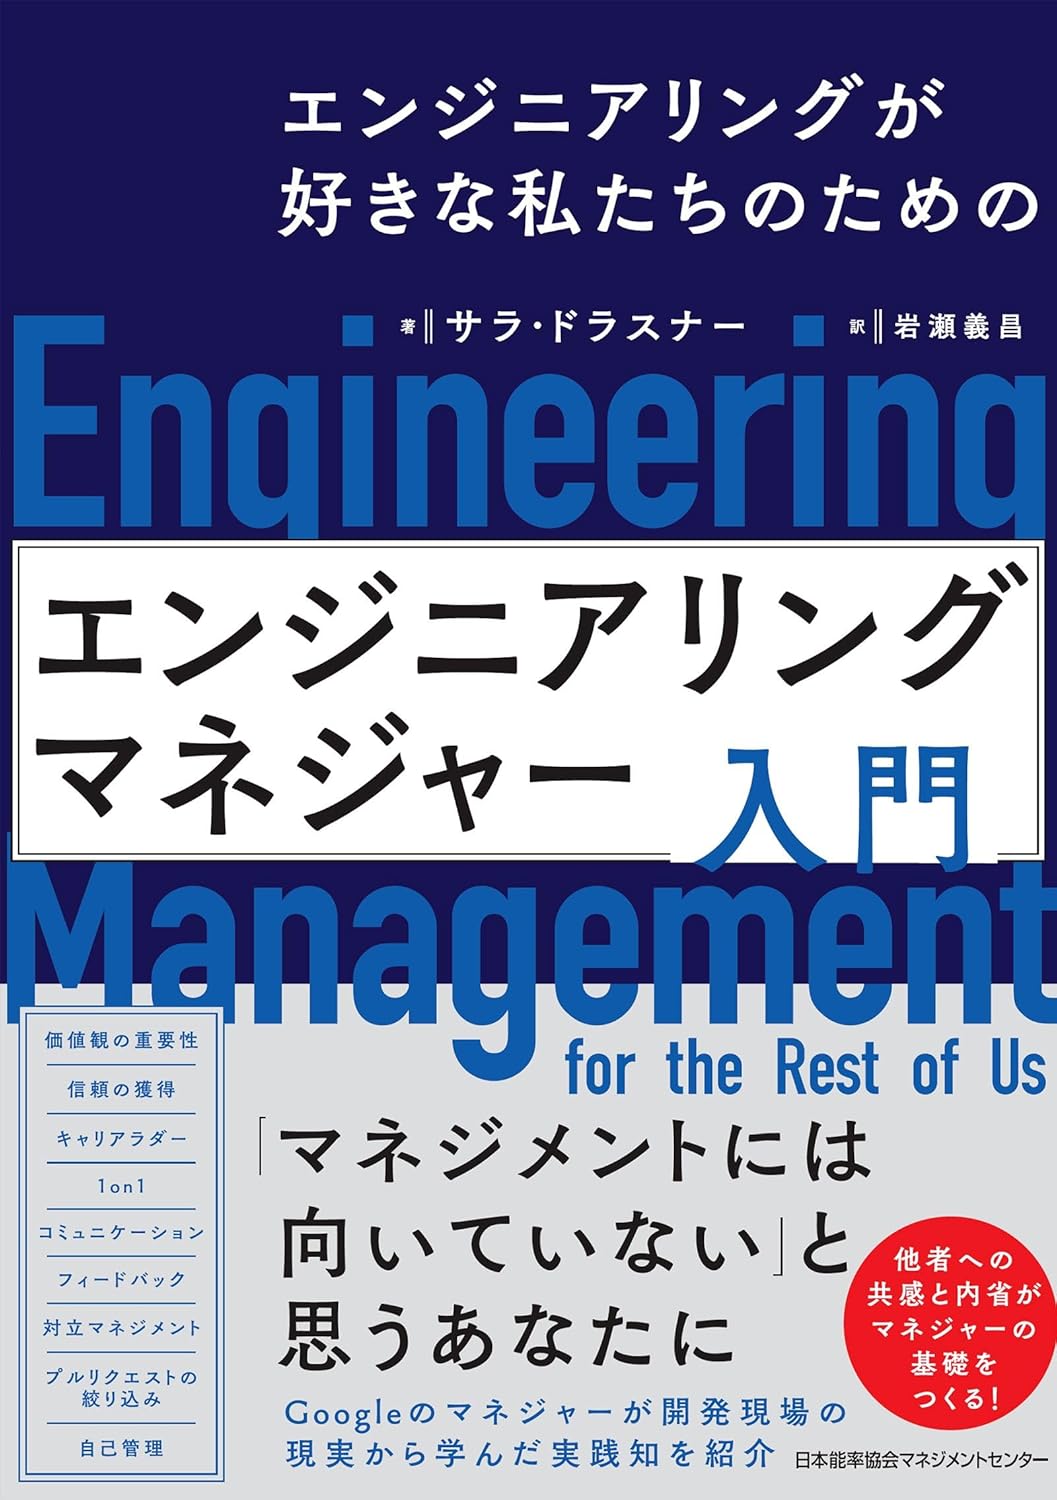 エンジニアリングが
好きな私たちのための
著 サラ・ドラスナー 訳 岩瀬義昌
Engineering
エンジニアリング
マネジャー 入門
Management
for the Rest of Us
価値観の重要性
信頼の獲得
キャリアラダー
1on1
コミュニケーション
フィードバック
対立マネジメント
プルリクエストの
絞り込み
自己管理
「マネジメントには
向いていない」と
思うあなたに
Googleのマネジャーが開発現場の
現実から学んだ実践知を紹介
他者への
共感と内省が
マネジャーの
基礎を
つくる!
日本能率協会マネジメントセンター